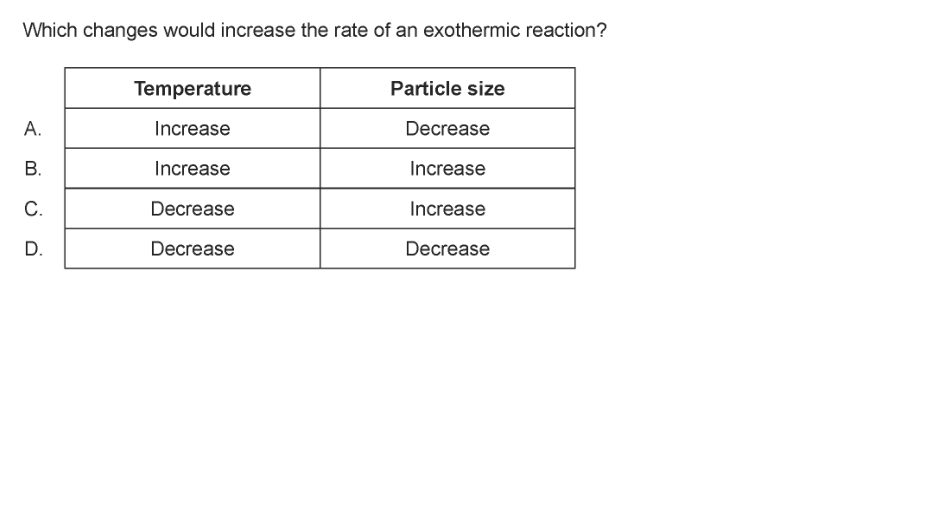 Which changes would increase the rate of an exothermic reaction?
Temperature Particle size
A. Increase Decrease
B. Increase Increase
C. Decrease Increase
D. Decrease Decrease